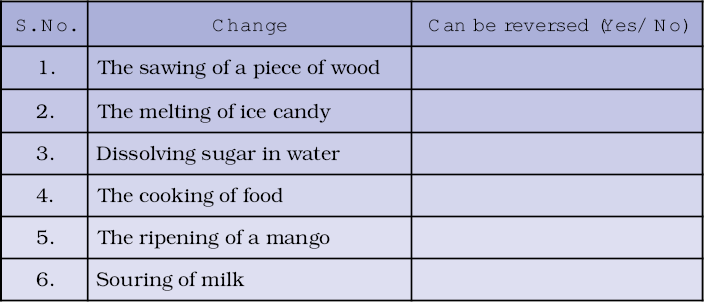 S.No. Change Can be reversed (Yes/ No)
1. The sawing of a piece of wood
2. The melting of ice candy
3. Dissolving sugar in water
4. The cooking of food
5. The ripening of a mango
6. Souring of milk